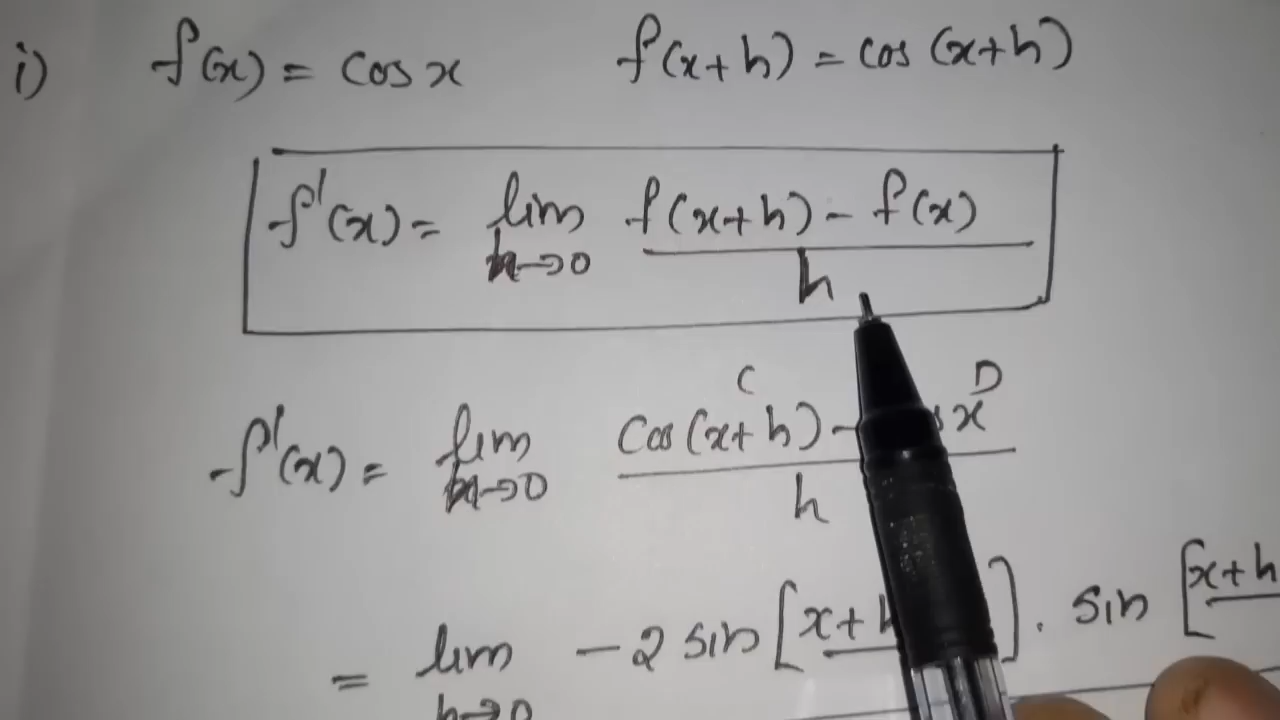 i) f(x) = cos x f(x+h) = cos (x+h)
f'(x) = lim f(x+h) - f(x)
h→0 h
C D
f'(x) = lim cos (x+h) - x
h→0 h
= lim -2 sin [x+h ] . sin [x+h
h→0